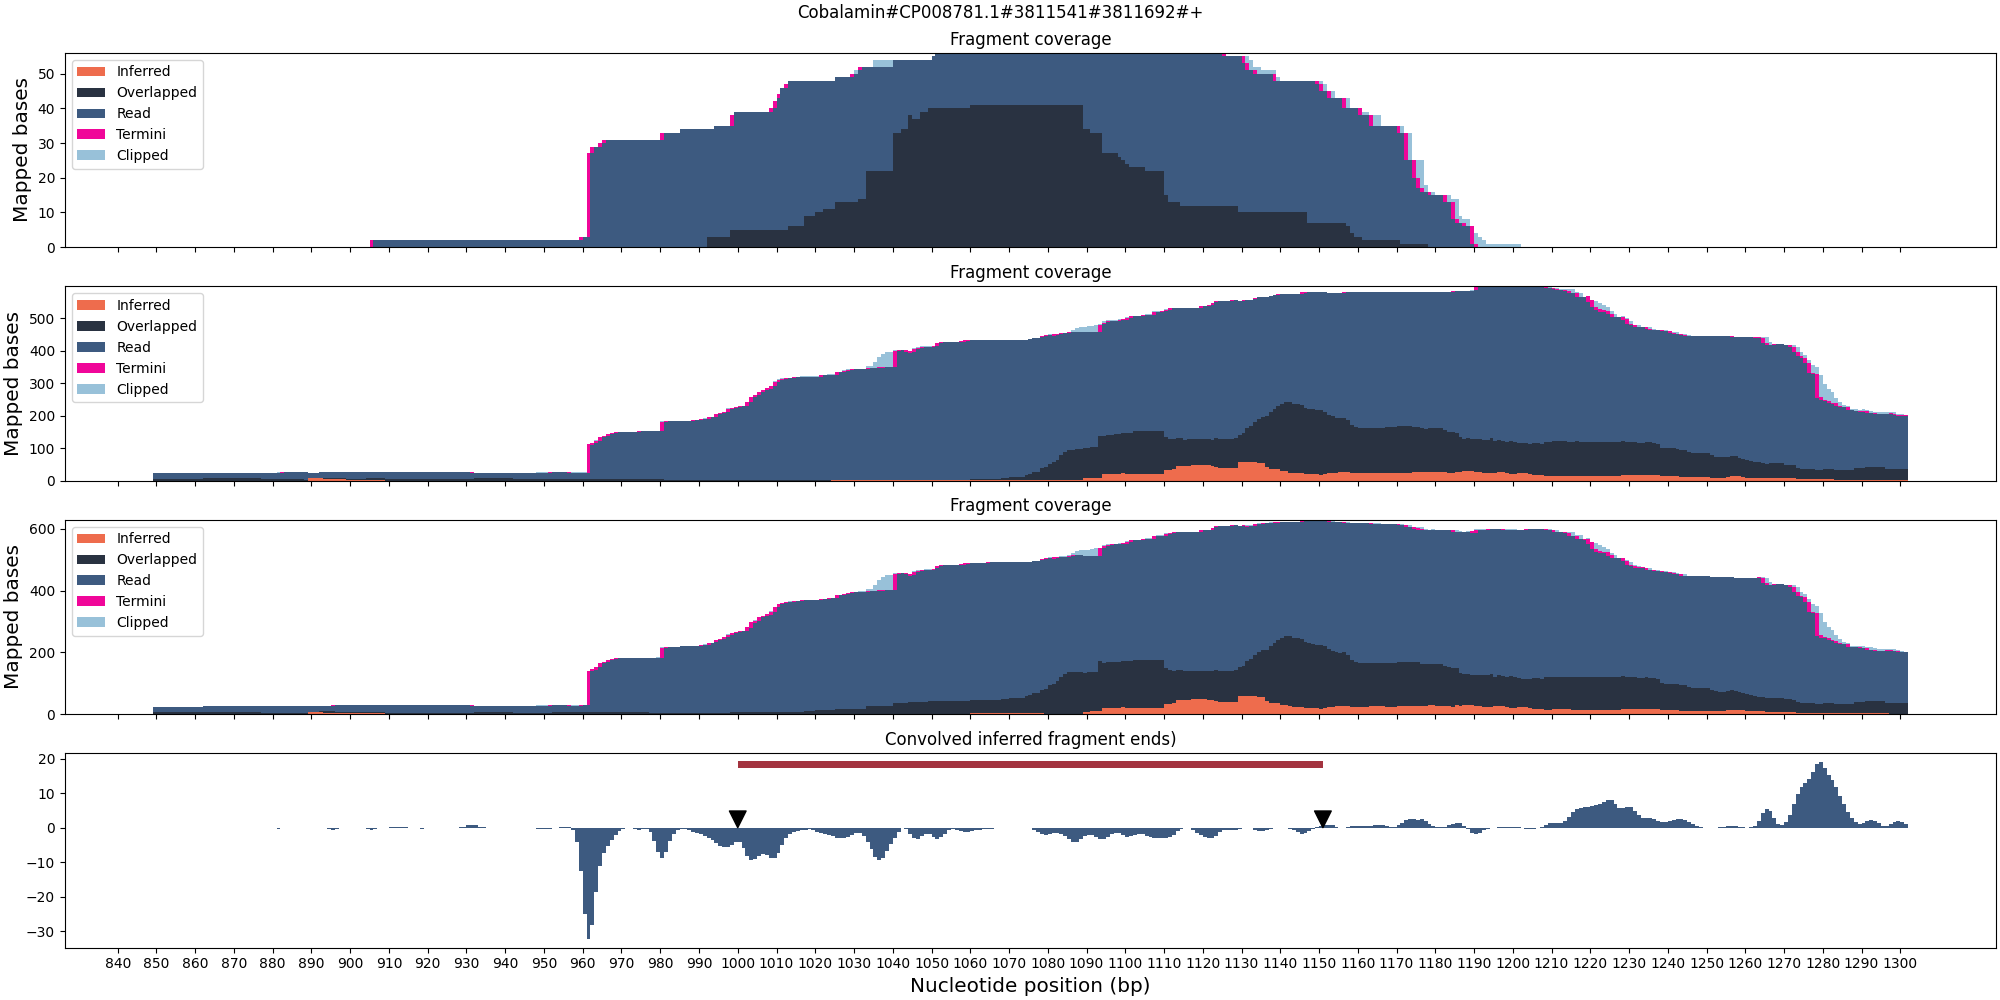 Cobalamin#CP008781.1#3811541#3811692#+
Fragment coverage
Mapped bases
50
40
30
20
10
0
Inferred
Overlapped
Read
Termini
Clipped
Fragment coverage
Mapped bases
500
400
300
200
100
0
Inferred
Overlapped
Read
Termini
Clipped
Fragment coverage
Mapped bases
600
400
200
0
Inferred
Overlapped
Read
Termini
Clipped
Convolved inferred fragment ends)
20
10
0
−10
−20
−30
840 850 860 870 880 890 900 910 920 930 940 950 960 970 980 990 1000 1010 1020 1030 1040 1050 1060 1070 1080 1090 1100 1110 1120 1130 1140 1150 1160 1170 1180 1190 1200 1210 1220 1230 1240 1250 1260 1270 1280 1290 1300
Nucleotide position (bp)